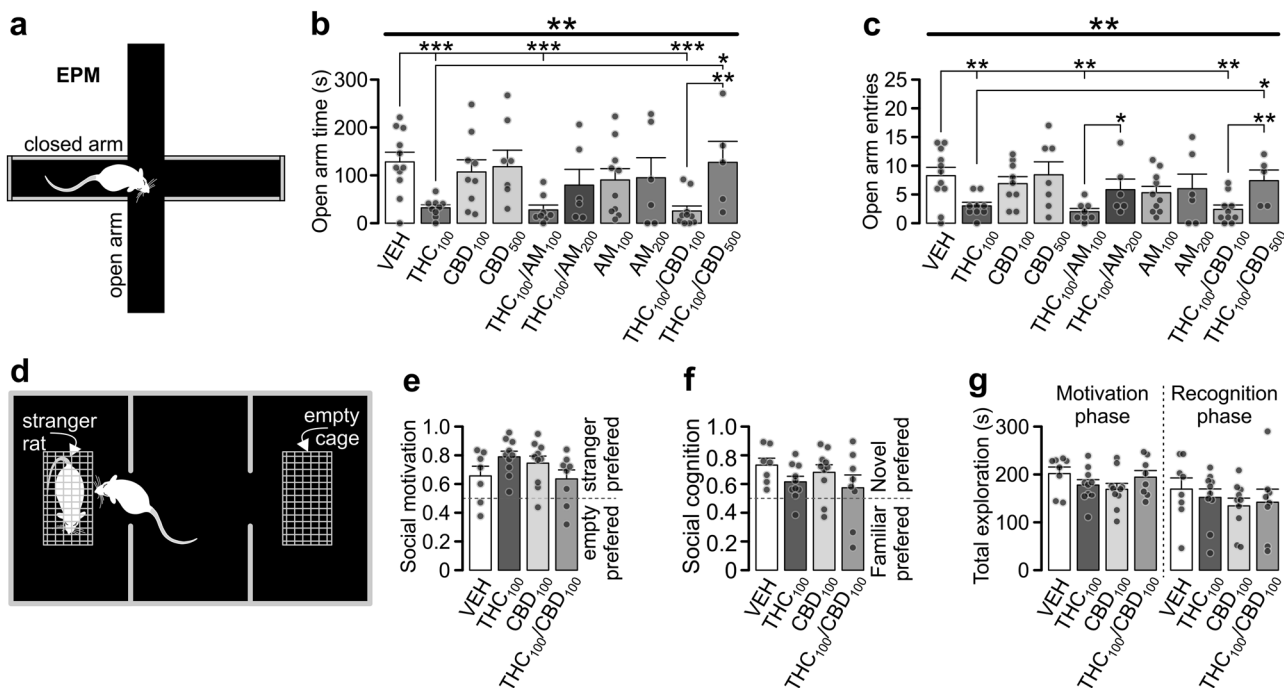 a
EPM
closed arm
open arm
b
**
*** *** ***
*
**
Open arm time (s)
300
200
100
0
VEH
THC100
CBD100
CBD500
THC100/AM100
THC100/AM200
AM100
AM200
THC100/CBD100
THC100/CBD500
c
**
** ** **
*
* **
Open arm entries
25
20
15
10
5
0
VEH
THC100
CBD100
CBD500
THC100/AM100
THC100/AM200
AM100
AM200
THC100/CBD100
THC100/CBD500
d
stranger
rat
empty
cage
e
Social motivation
1.0
0.8
0.6
0.4
0.2
0
stranger
prefered
empty
prefered
VEH
THC100
CBD100
THC100/CBD100
f
Social cognition
1.0
0.8
0.6
0.4
0.2
0
Novel
prefered
Familiar
prefered
VEH
THC100
CBD100
THC100/CBD100
g
Motivation
phase
Recognition
phase
Total exploration (s)
300
200
100
0
VEH
THC100
CBD100
THC100/CBD100
VEH
THC100
CBD100
THC100/CBD100